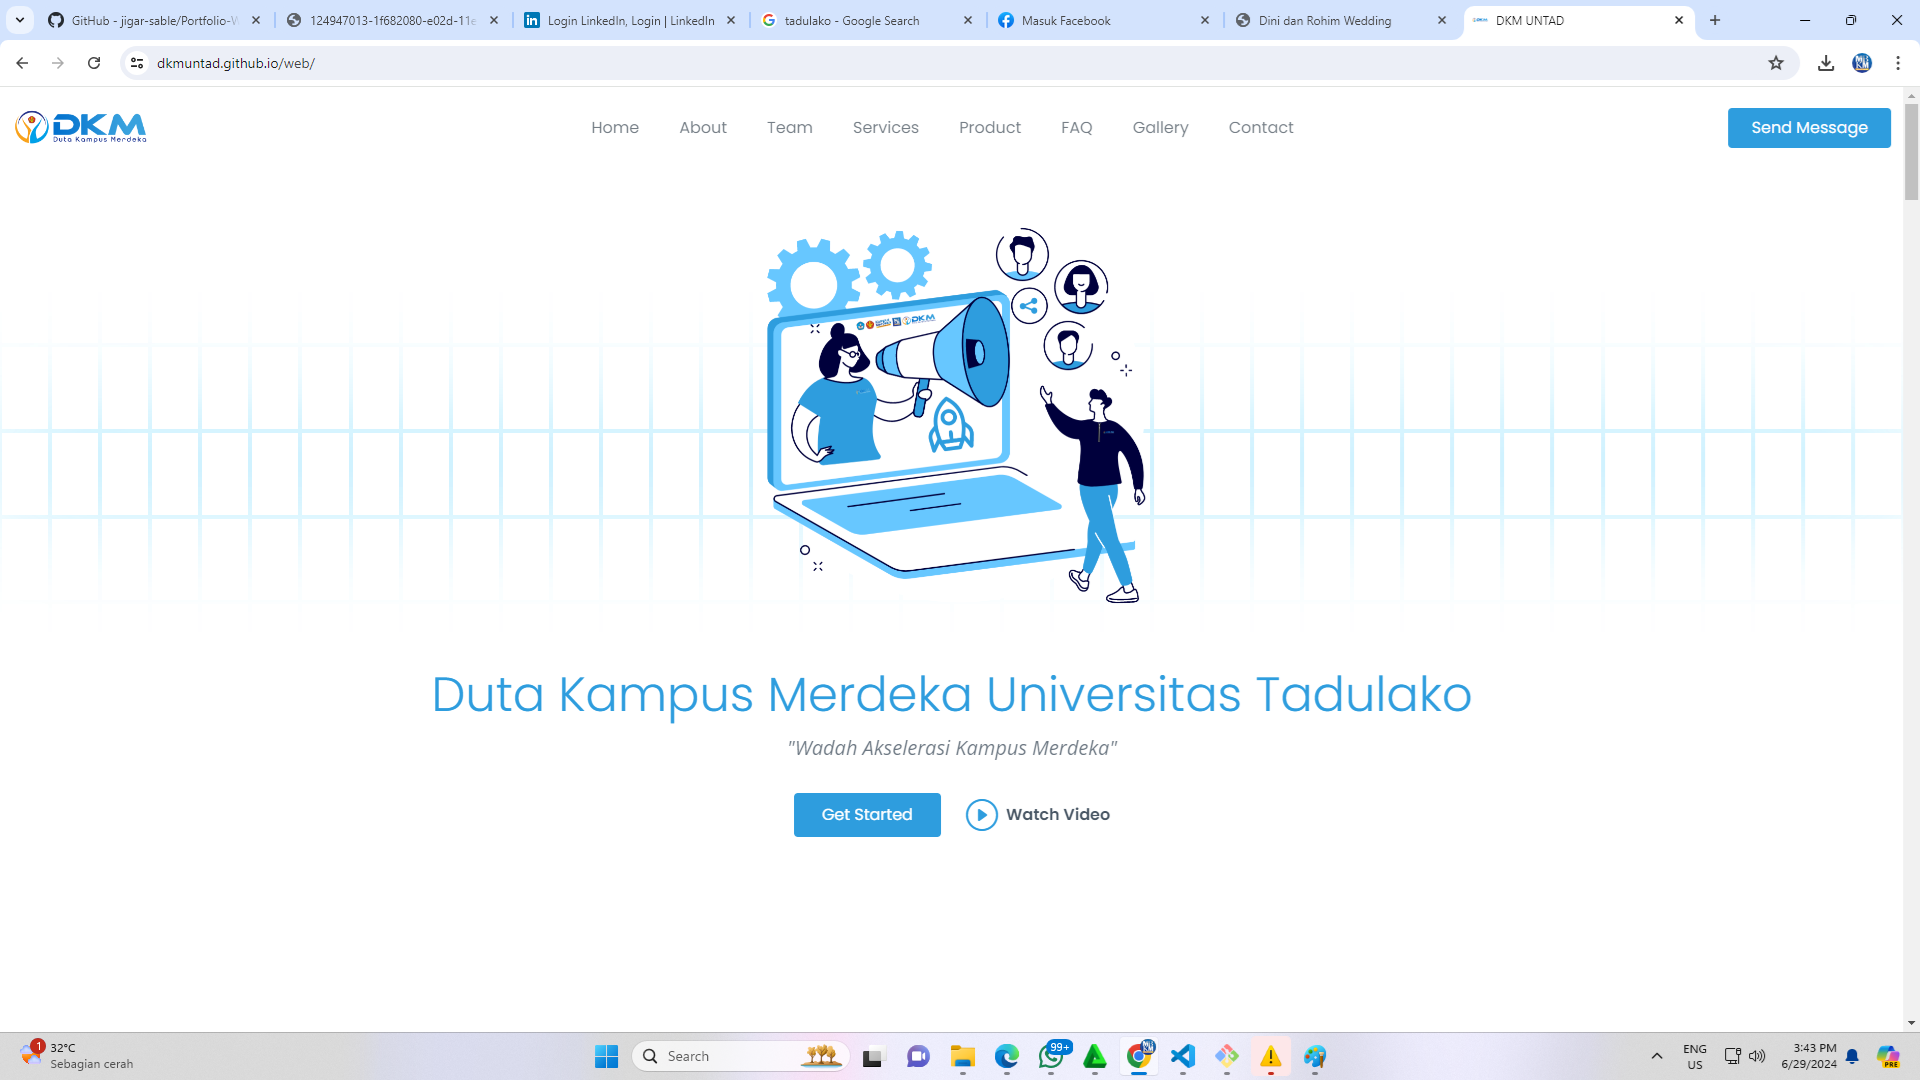 GitHub - jigar-sable/Portfolio-W
124947013-1f682080-e02d-11e
Login LinkedIn, Login | LinkedIn
tadulako - Google Search
Masuk Facebook
Dini dan Rohim Wedding
DKM UNTAD
dkmuntad.github.io/web/
DKM
Duta Kampus Merdeka
Home
About
Team
Services
Product
FAQ
Gallery
Contact
Send Message
DKM
Duta Kampus Merdeka Universitas Tadulako
"Wadah Akselerasi Kampus Merdeka"
Get Started
Watch Video
1
32°C
Sebagian cerah
Search
99+
ENG
US
3:43 PM
6/29/2024
PRE